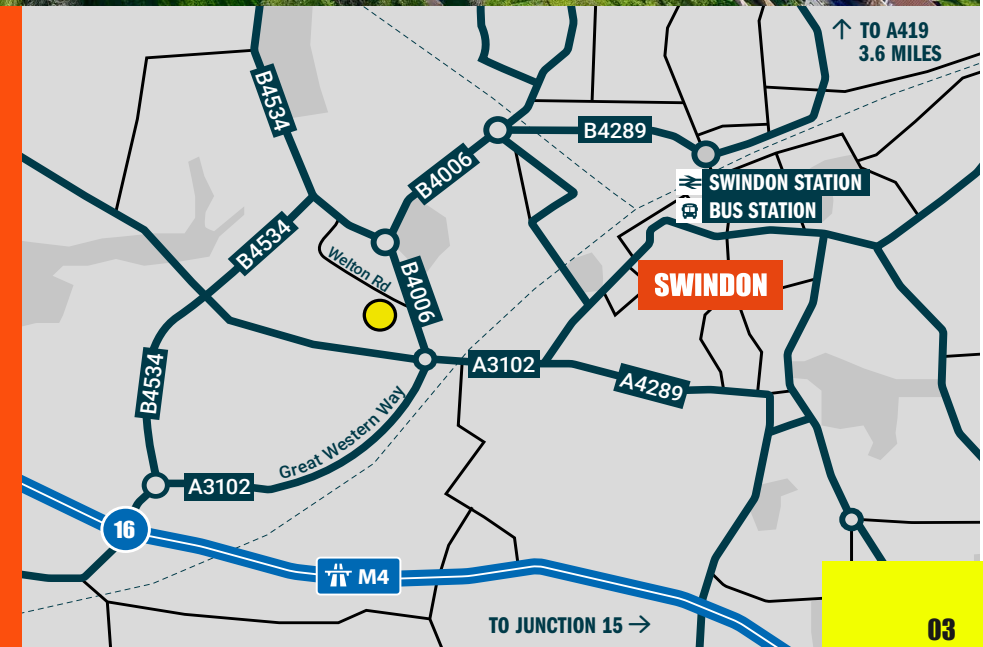 TO A419
3.6 MILES
B4534
B4289
B4006
SWINDON STATION
BUS STATION
B4534
Welton Rd
B4006
SWINDON
B4534
A3102
A4289
Great Western Way
A3102
16
M4
TO JUNCTION 15
03